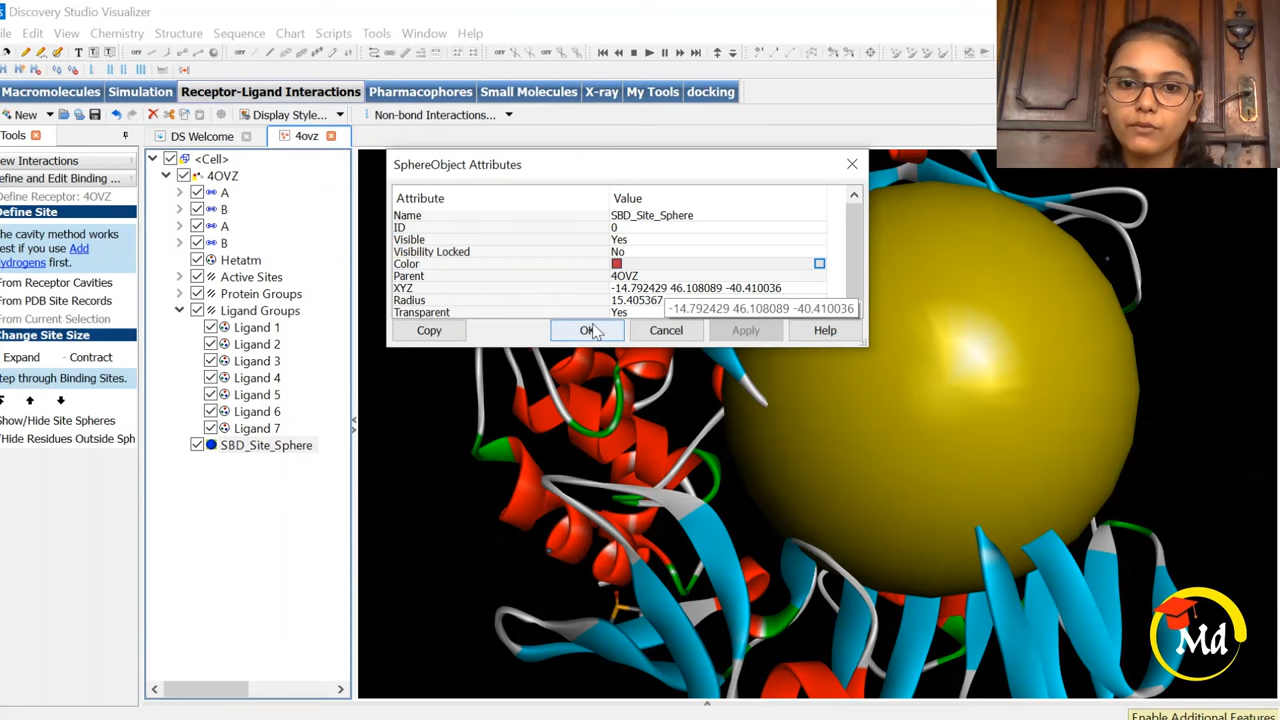 Discovery Studio Visualizer
Edit View Chemistry Structure Sequence Chart Scripts Tools Window Help
Macromolecules Simulation Receptor-Ligand Interactions Pharmacophores Small Molecules X-ray My Tools docking
New Display Style... Non-bond Interactions...
Tools DS Welcome 4ovz
ew Interactions
efine and Edit Binding ...
Define Receptor: 4OVZ
Define Site
he cavity method works
est if you use Add
ydrogens first.
rom Receptor Cavities
rom PDB Site Records
rom Current Selection
Change Site Size
Expand - Contract
tep through Binding Sites.
Show/Hide Site Spheres
/Hide Residues Outside Sph
<Cell>
4OVZ
A
B
A
B
Hetatm
Active Sites
Protein Groups
Ligand Groups
Ligand 1
Ligand 2
Ligand 3
Ligand 4
Ligand 5
Ligand 6
Ligand 7
SBD_Site_Sphere
SphereObject Attributes
Attribute Value
Name SBD_Site_Sphere
ID 0
Visible Yes
Visibility Locked No
Color
Parent 4OVZ
XYZ -14.792429 46.108089 -40.410036
Radius 15.405367
-14.792429 46.108089 -40.410036
Transparent Yes
Copy OK Cancel Apply Help
Md
Enable Additional Features